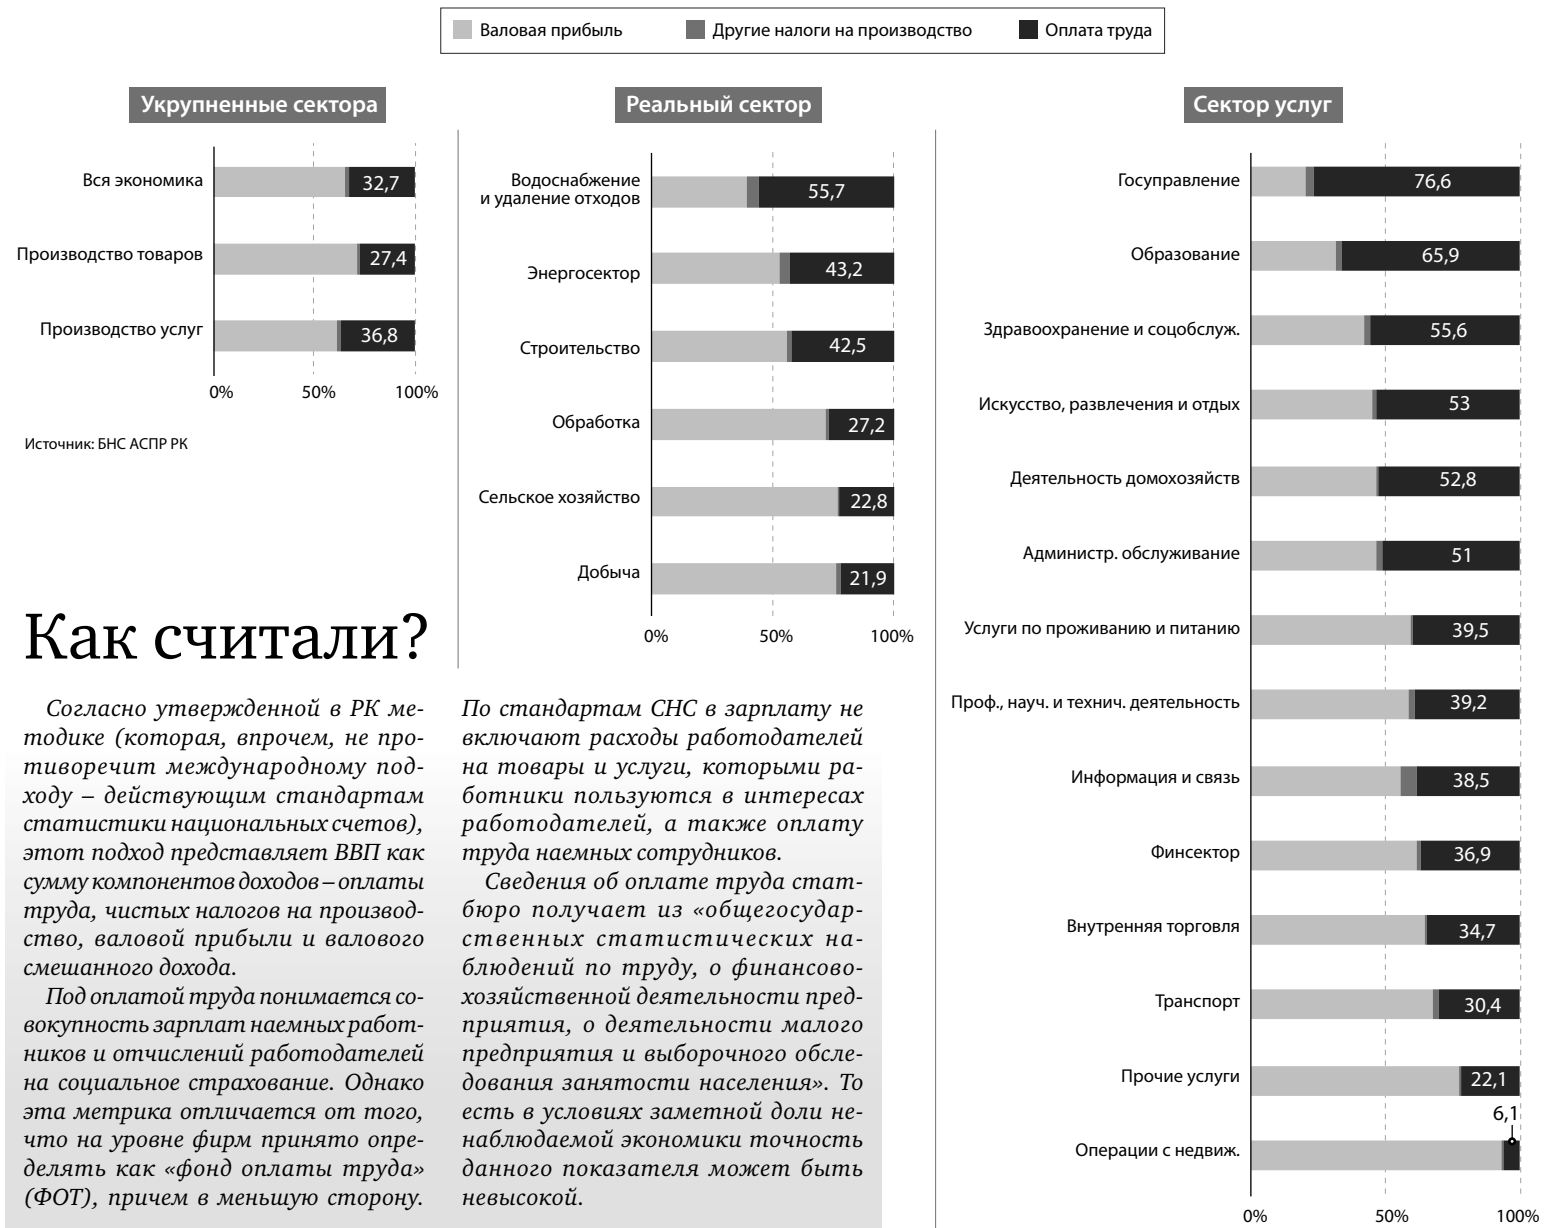 Валовая прибыль
Другие налоги на производство
Оплата труда
Укрупненные сектора
Вся экономика
32,7
Производство товаров
27,4
Производство услуг
36,8
0%
50%
100%
Источник: БНС АСПР РК
Реальный сектор
Водоснабжение
и удаление отходов
55,7
Энергосектор
43,2
Строительство
42,5
Обработка
27,2
Сельское хозяйство
22,8
Добыча
21,9
0%
50%
100%
Сектор услуг
Госуправление
76,6
Образование
65,9
Здравоохранение и соцобслуж.
55,6
Искусство, развлечения и отдых
53
Деятельность домохозяйств
52,8
Администр. обслуживание
51
Услуги по проживанию и питанию
39,5
Проф., науч. и технич. деятельность
39,2
Информация и связь
38,5
Финсектор
36,9
Внутренняя торговля
34,7
Транспорт
30,4
Прочие услуги
22,1
Операции с недвиж.
6,1
0%
50%
100%
Как считали?
Согласно утвержденной в РК ме-
тодике (которая, впрочем, не про-
тиворечит международному под-
ходу – действующим стандартам
статистики национальных счетов),
этот подход представляет ВВП как
сумму компонентов доходов – оплаты
труда, чистых налогов на производ-
ство, валовой прибыли и валового
смешанного дохода.
Под оплатой труда понимается со-
вокупность зарплат наемных работ-
ников и отчислений работодателей
на социальное страхование. Однако
эта метрика отличается от того,
что на уровне фирм принято опре-
делять как «фонд оплаты труда»
(ФОТ), причем в меньшую сторону.
По стандартам СНС в зарплату не
включают расходы работодателей
на товары и услуги, которыми ра-
ботники пользуются в интересах
работодателей, а также оплату
труда наемных сотрудников.
Сведения об оплате труда стат-
бюро получает из «общегосудар-
ственных статистических на-
блюдений по труду, о финансово-
хозяйственной деятельности пред-
приятия, о деятельности малого
предприятия и выборочного обсле-
дования занятости населения». То
есть в условиях заметной доли не-
наблюдаемой экономики точность
данного показателя может быть
невысокой.